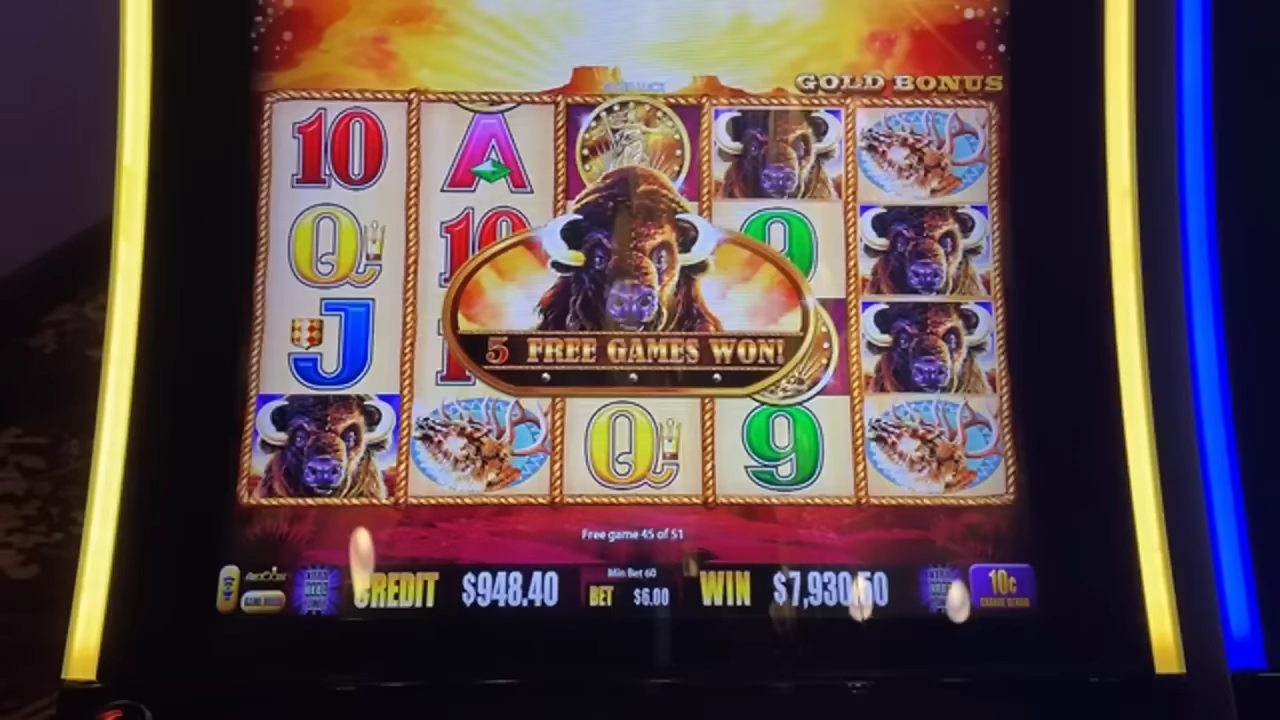 GOLD BONUS
10
A
Q
10
9
J
5 FREE GAMES WON!
Q
9
Free game 45 of 51
Min Bet 60
CREDIT $948.40 BET $6.00 WIN $7,930.50
10¢